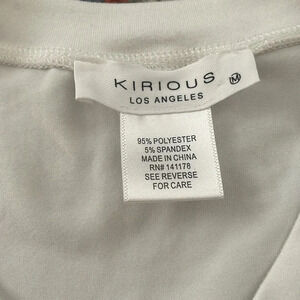 KIRIOUS M
LOS ANGELES
95% POLYESTER
5% SPANDEX
MADE IN CHINA
RN# 141178
SEE REVERSE
FOR CARE